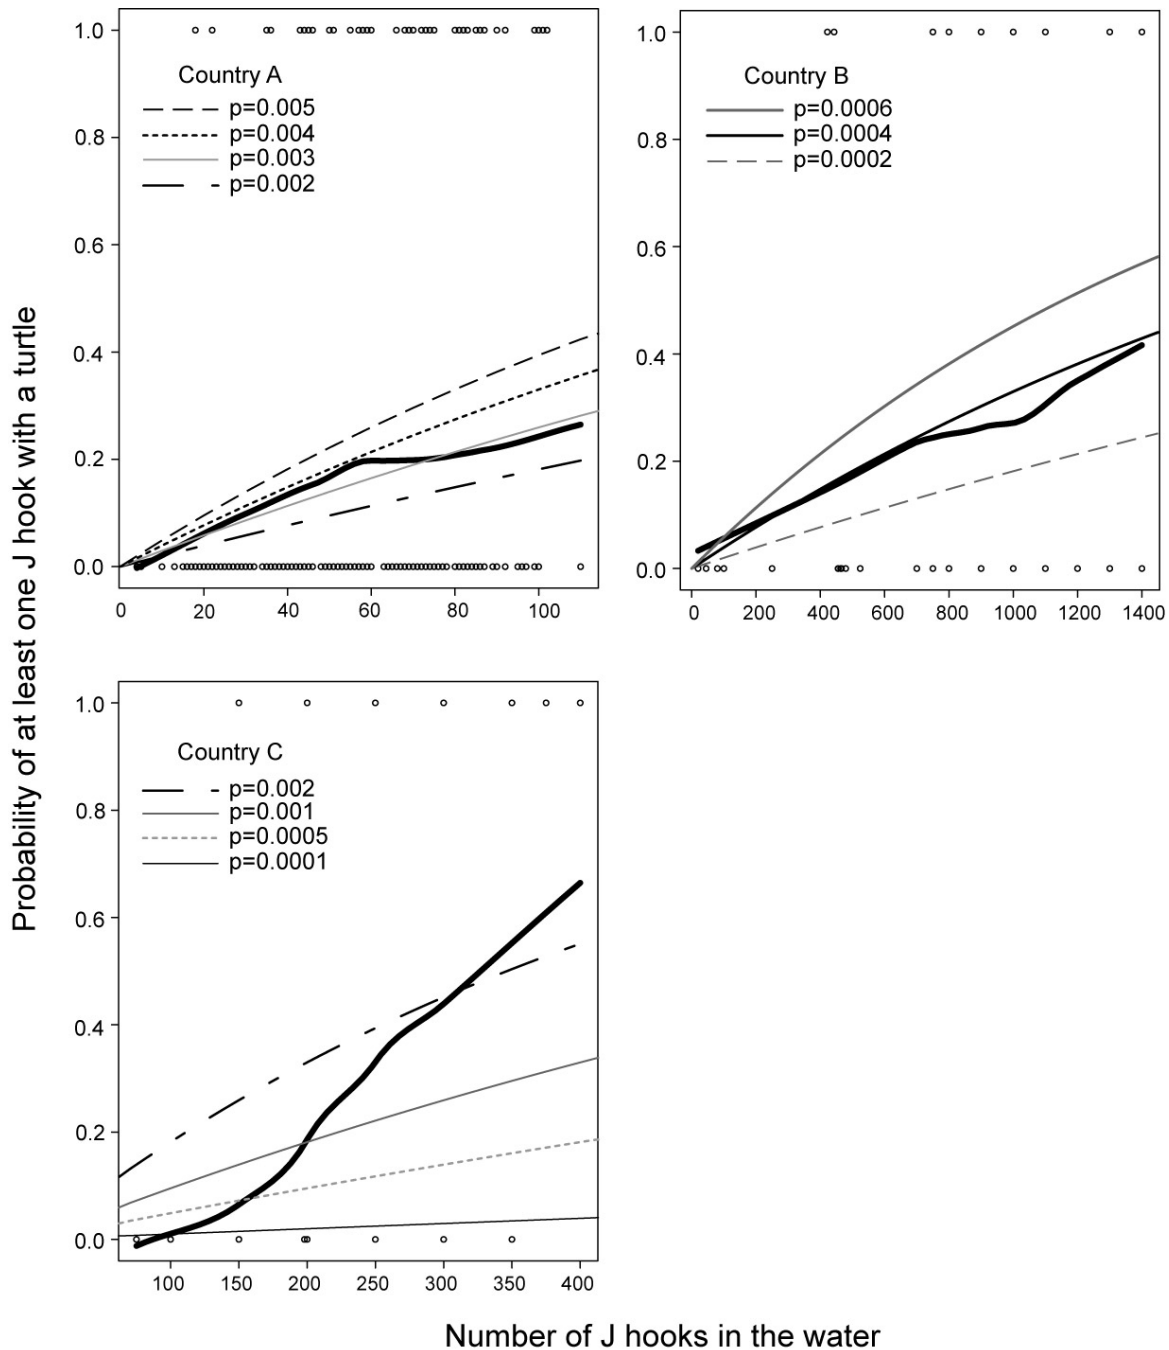 Probability of at least one J hook with a turtle
1.0
0.8
0.6
0.4
0.2
0.0
Country A
p=0.005
p=0.004
p=0.003
p=0.002
0 20 40 60 80 100
1.0
0.8
0.6
0.4
0.2
0.0
Country B
p=0.0006
p=0.0004
p=0.0002
0 200 400 600 800 1000 1200 1400
1.0
0.8
0.6
0.4
0.2
0.0
Country C
p=0.002
p=0.001
p=0.0005
p=0.0001
100 150 200 250 300 350 400
Number of J hooks in the water